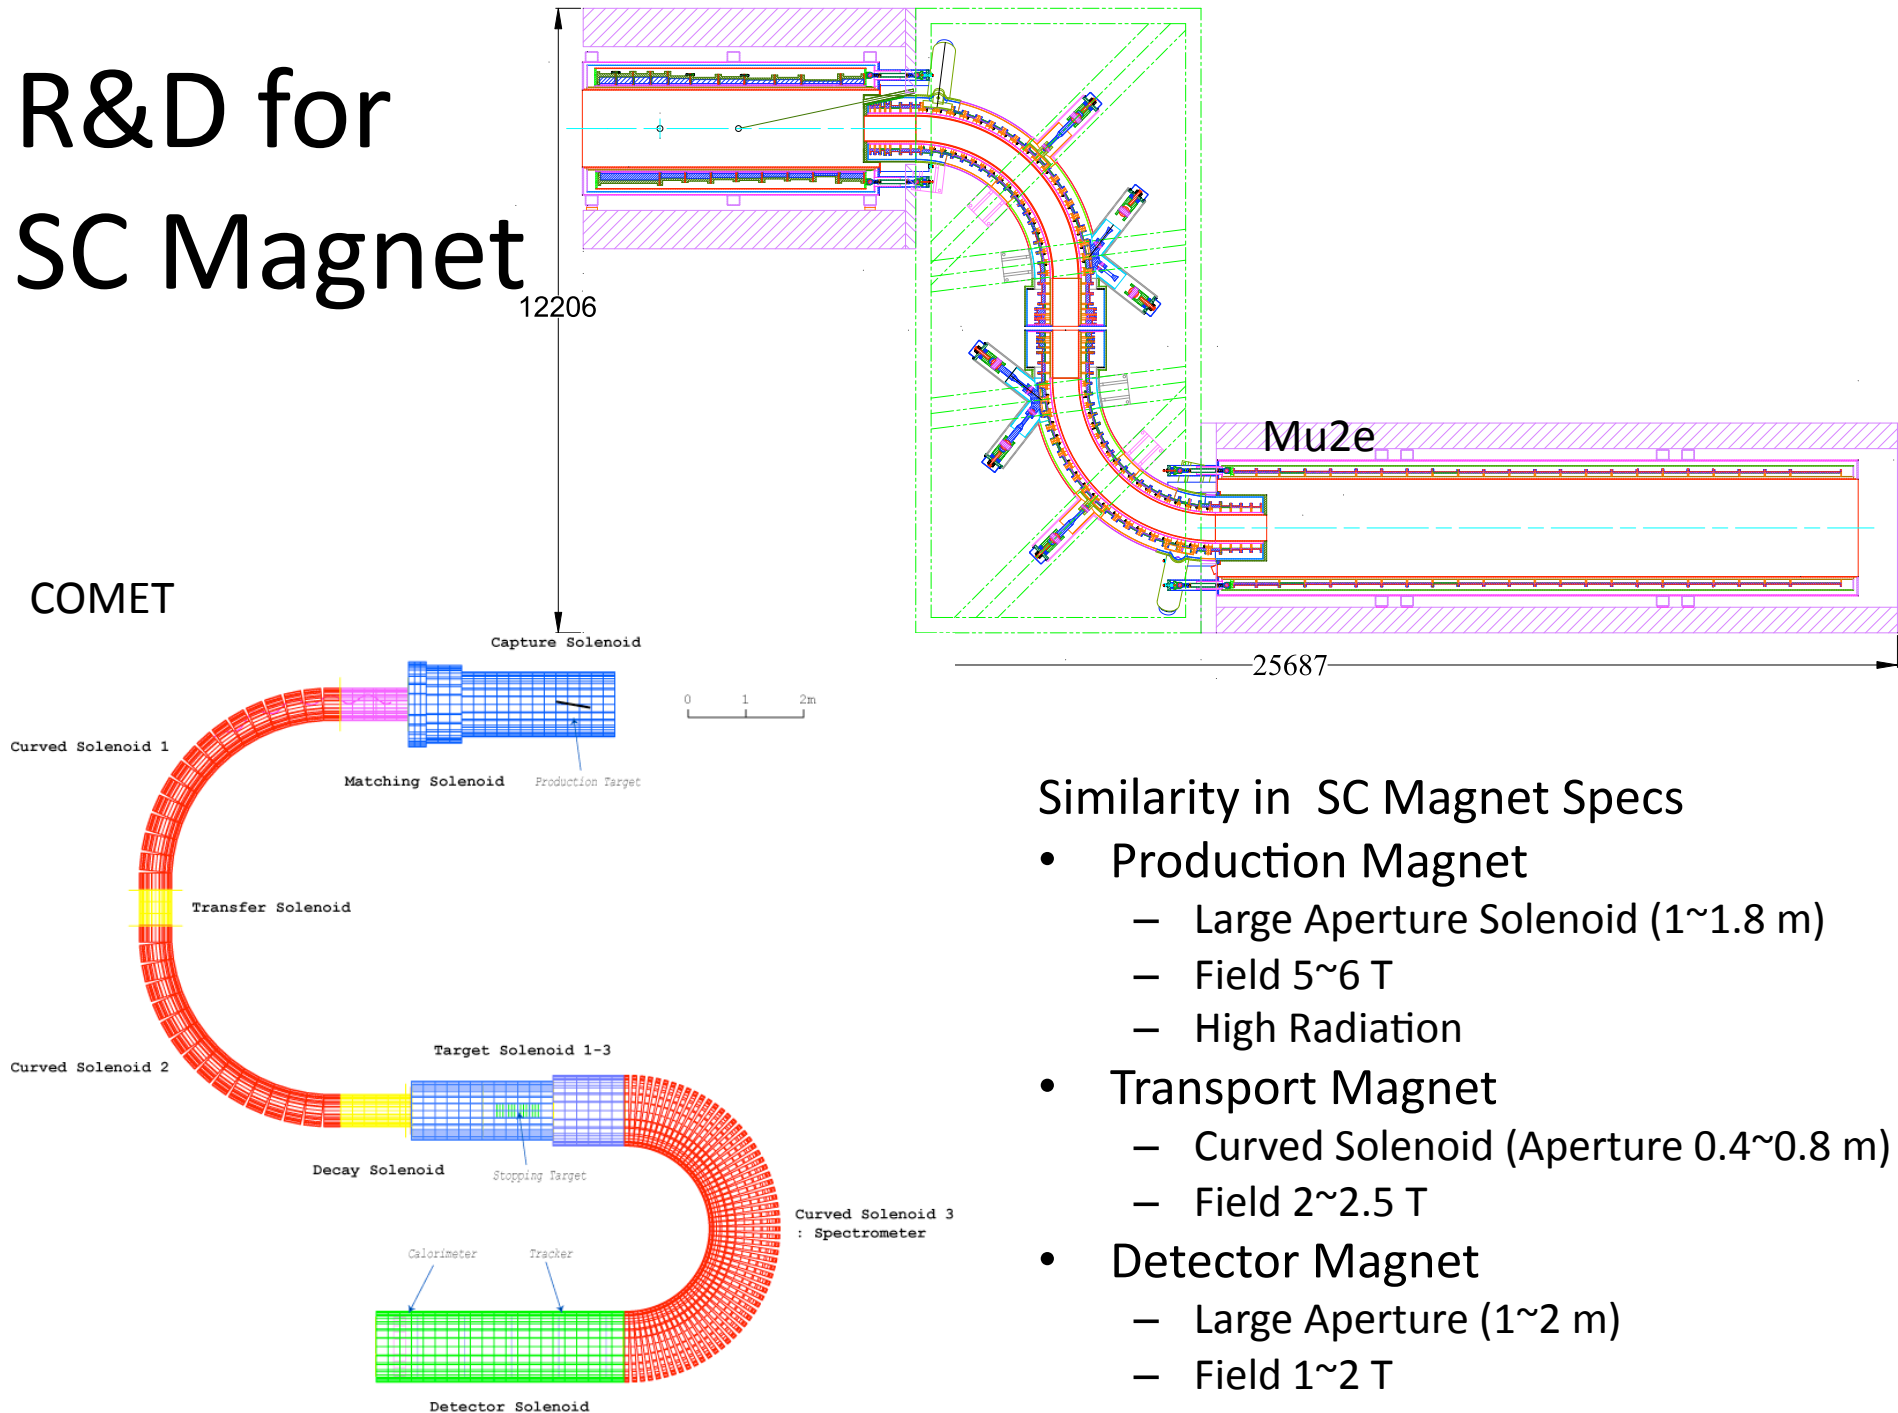 R&D for
SC Magnet
12206
Mu2e
25687
COMET
Capture Solenoid
0 1 2m
Curved Solenoid 1
Matching Solenoid
Production Target
Transfer Solenoid
Curved Solenoid 2
Target Solenoid 1-3
Decay Solenoid
Stopping Target
Curved Solenoid 3
: Spectrometer
Calorimeter
Tracker
Detector Solenoid
Similarity in SC Magnet Specs
• Production Magnet
– Large Aperture Solenoid (1~1.8 m)
– Field 5~6 T
– High Radiation
• Transport Magnet
– Curved Solenoid (Aperture 0.4~0.8 m)
– Field 2~2.5 T
• Detector Magnet
– Large Aperture (1~2 m)
– Field 1~2 T